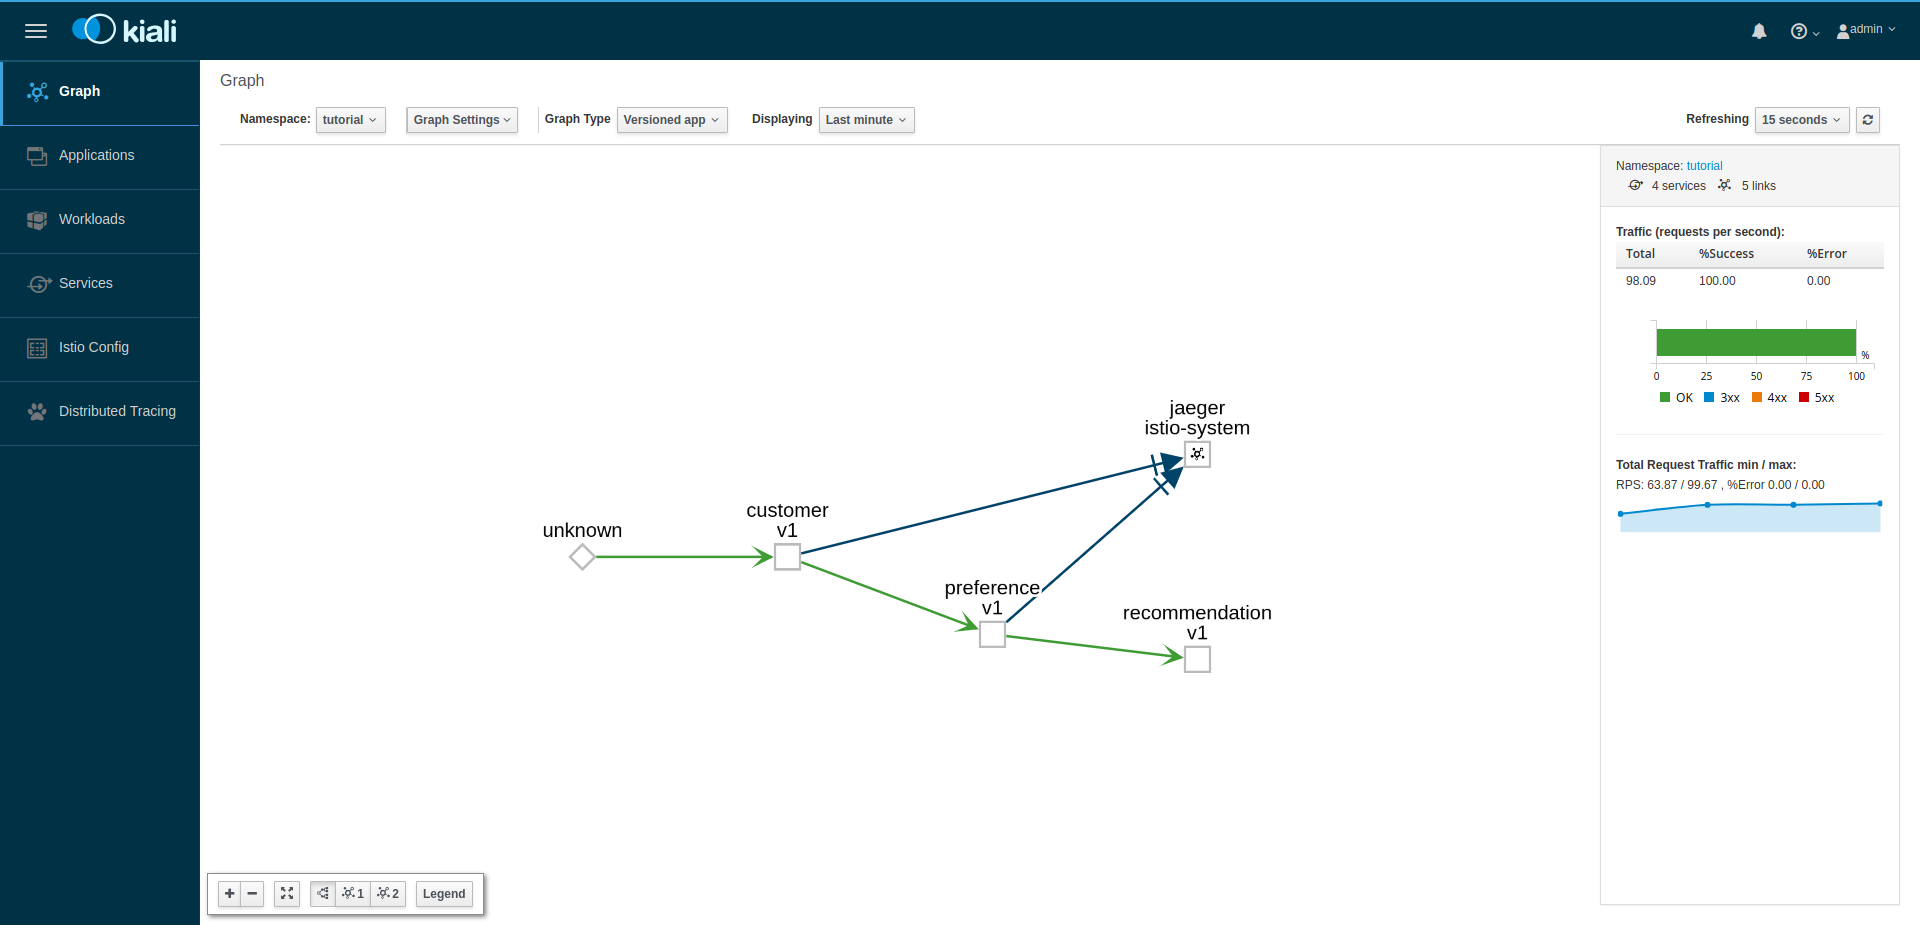 kiali
admin
Graph
Applications
Workloads
Services
Istio Config
Distributed Tracing
Graph
Namespace: tutorial Graph Settings Graph Type Versioned app Displaying Last minute Refreshing 15 seconds
Namespace: tutorial
4 services 5 links
Traffic (requests per second):
Total %Success %Error
98.09 100.00 0.00
%
0 25 50 75 100
OK 3xx 4xx 5xx
Total Request Traffic min / max:
RPS: 63.87 / 99.67 , %Error 0.00 / 0.00
jaeger
istio-system
customer
v1
unknown
preference
v1
recommendation
v1
1 2 Legend